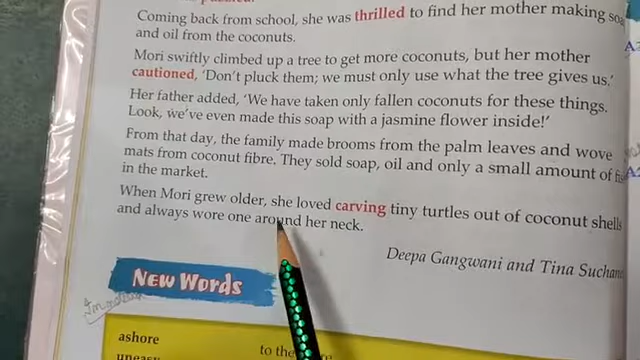 Coming back from school, she was thrilled to find her mother making soap
and oil from the coconuts.
Mori swiftly climbed up a tree to get more coconuts, but her mother
cautioned, ‘Don’t pluck them; we must only use what the tree gives us.’
Her father added, ‘We have taken only fallen coconuts for these things.
Look, we’ve even made this soap with a jasmine flower inside!’
From that day, the family made brooms from the palm leaves and wove
mats from coconut fibre. They sold soap, oil and only a small amount of
in the market.
When Mori grew older, she loved carving tiny turtles out of coconut shells
and always wore one around her neck.
Deepa Gangwani and Tina Suchan
New Words
ashore
to the
uneasy